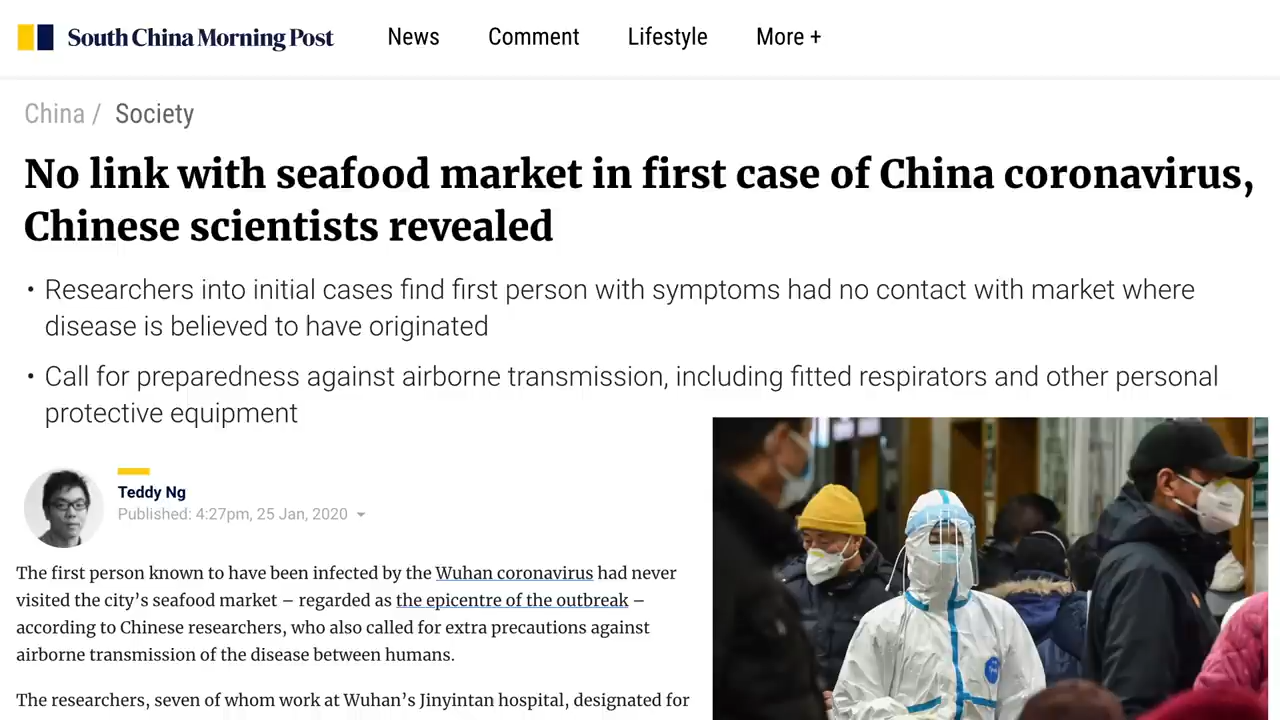 South China Morning Post News Comment Lifestyle More +
China / Society
No link with seafood market in first case of China coronavirus,
Chinese scientists revealed
• Researchers into initial cases find first person with symptoms had no contact with market where
disease is believed to have originated
• Call for preparedness against airborne transmission, including fitted respirators and other personal
protective equipment
Teddy Ng
Published: 4:27pm, 25 Jan, 2020
The first person known to have been infected by the Wuhan coronavirus had never
visited the city’s seafood market – regarded as the epicentre of the outbreak –
according to Chinese researchers, who also called for extra precautions against
airborne transmission of the disease between humans.
The researchers, seven of whom work at Wuhan’s Jinyintan hospital, designated for